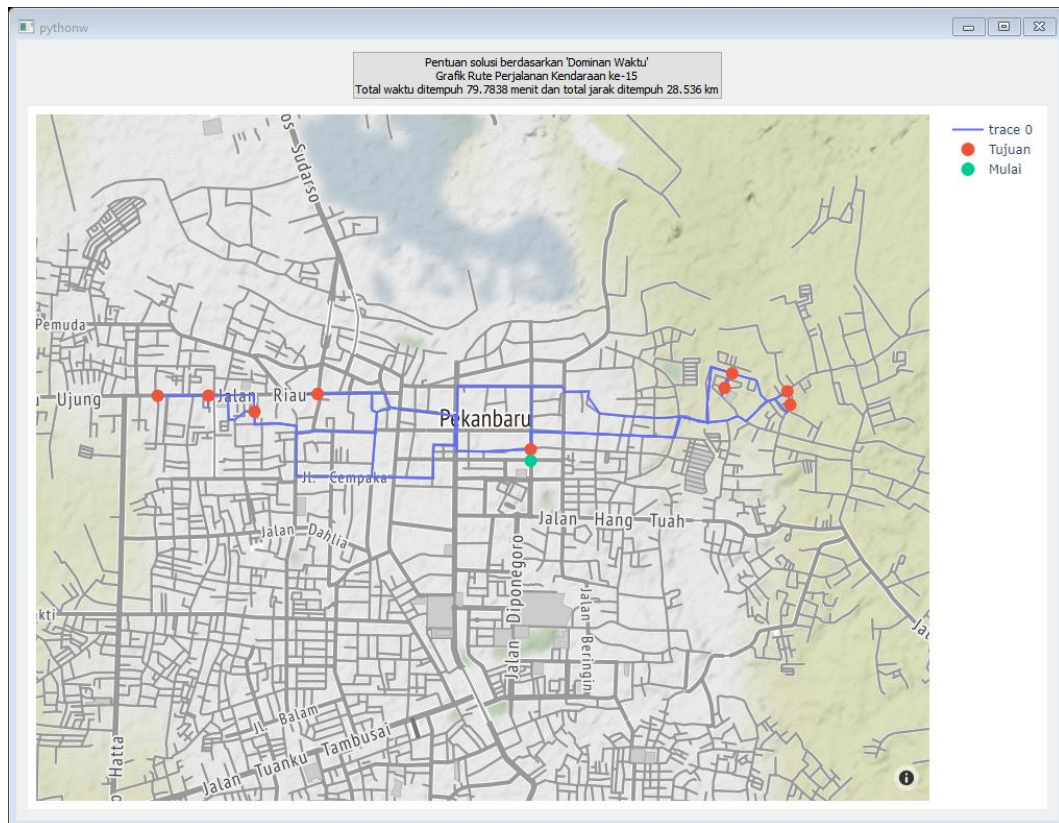 pythonw
Pentuan solusi berdasarkan 'Dominan Waktu'
Grafik Rute Perjalanan Kendaraan ke-15
Total waktu ditempuh 79.7838 menit dan total jarak ditempuh 28.536 km
trace 0
Tujuan
Mulai
os Sudarso
Pemuda
Ujung
Jalan Riau
Pekanbaru
Jl. Cempaka
Jalan Dahlia
Jalan Hang Tuah
Jalan Diponegoro
Jalan Beringin
kti
Jl. Balam
Jalan Tuanku Tambusai
Hatta